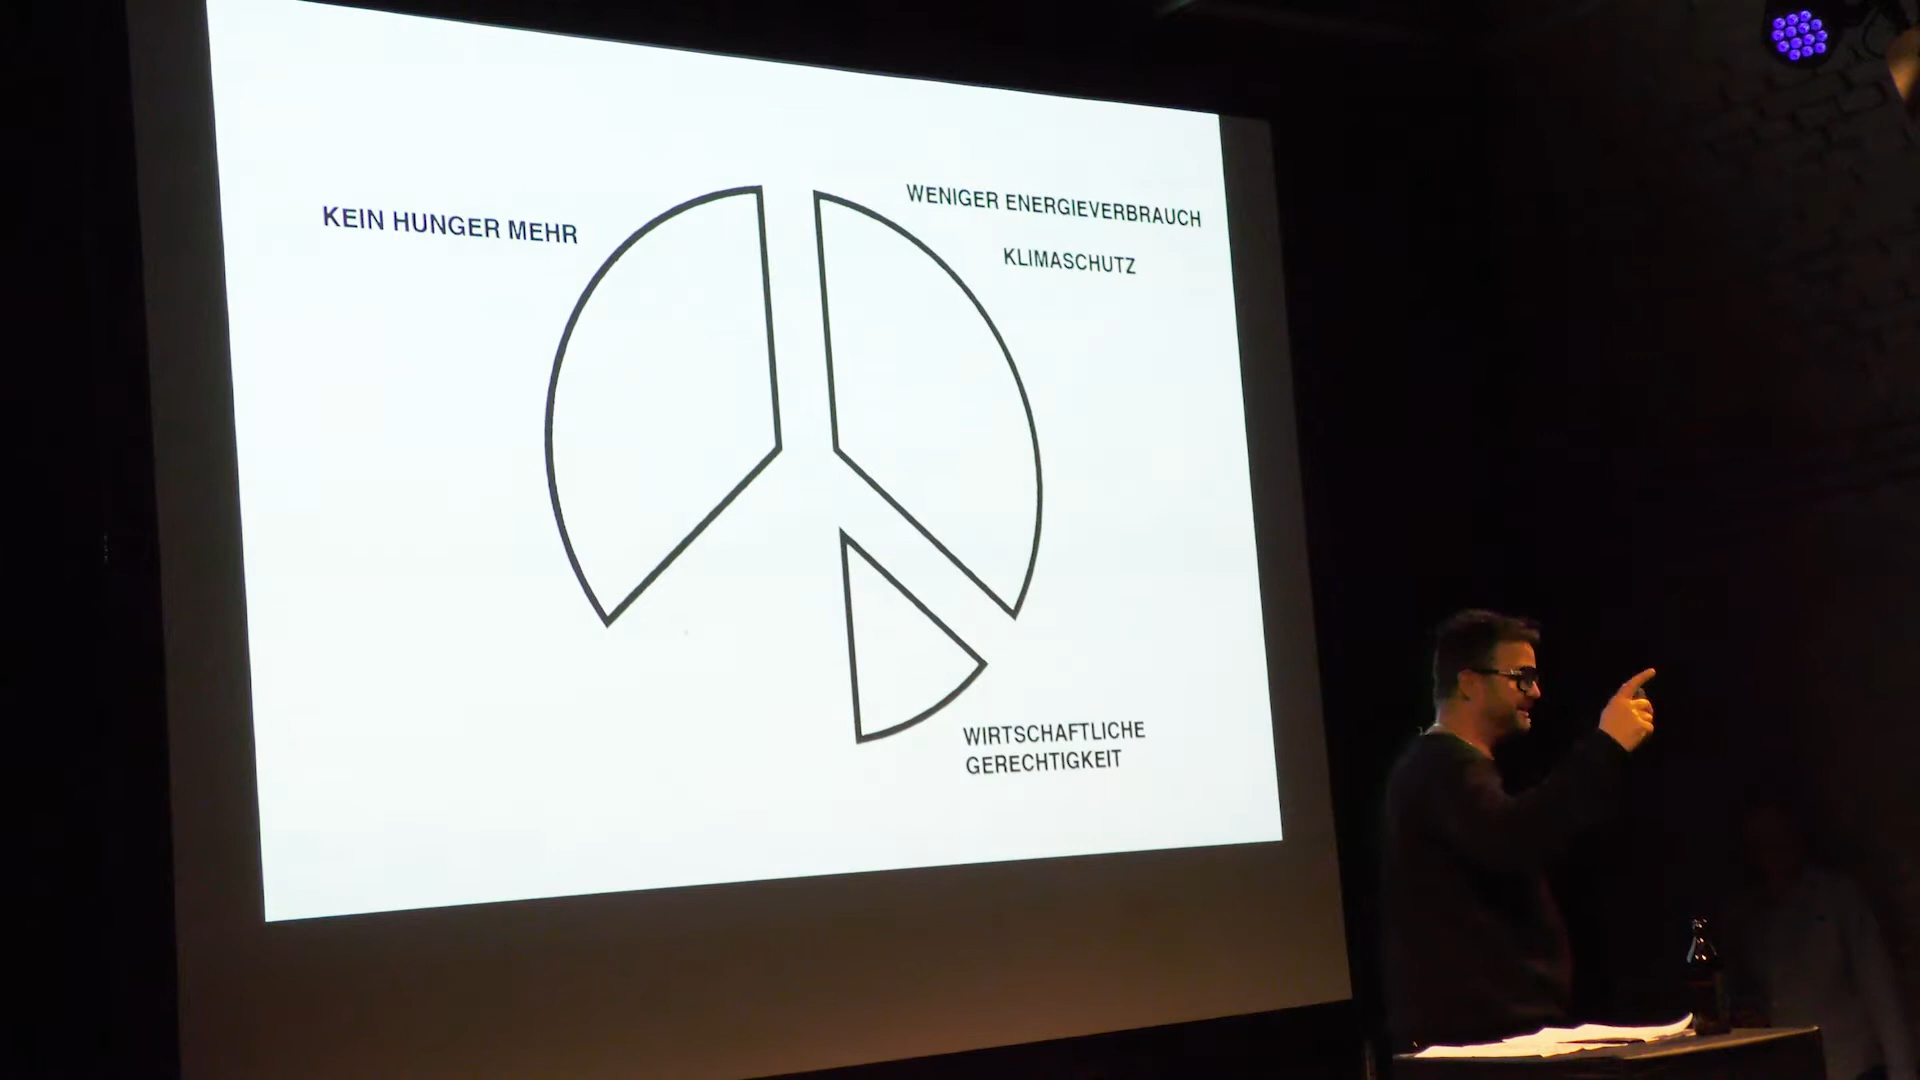 KEIN HUNGER MEHR
WENIGER ENERGIEVERBRAUCH
KLIMASCHUTZ
WIRTSCHAFTLICHE
GERECHTIGKEIT